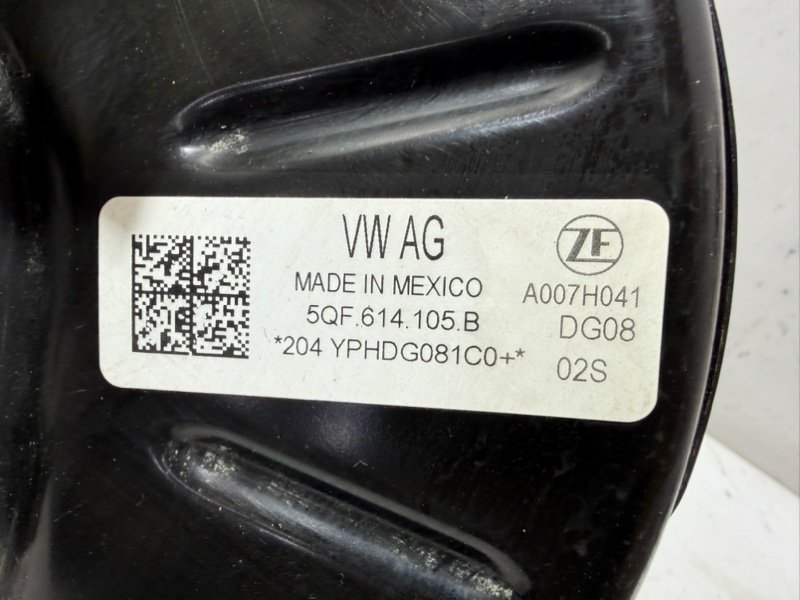 VW AG
MADE IN MEXICO
5QF.614.105.B
*204 YPHDG081C0+*
ZF
A007H041
DG08
02S